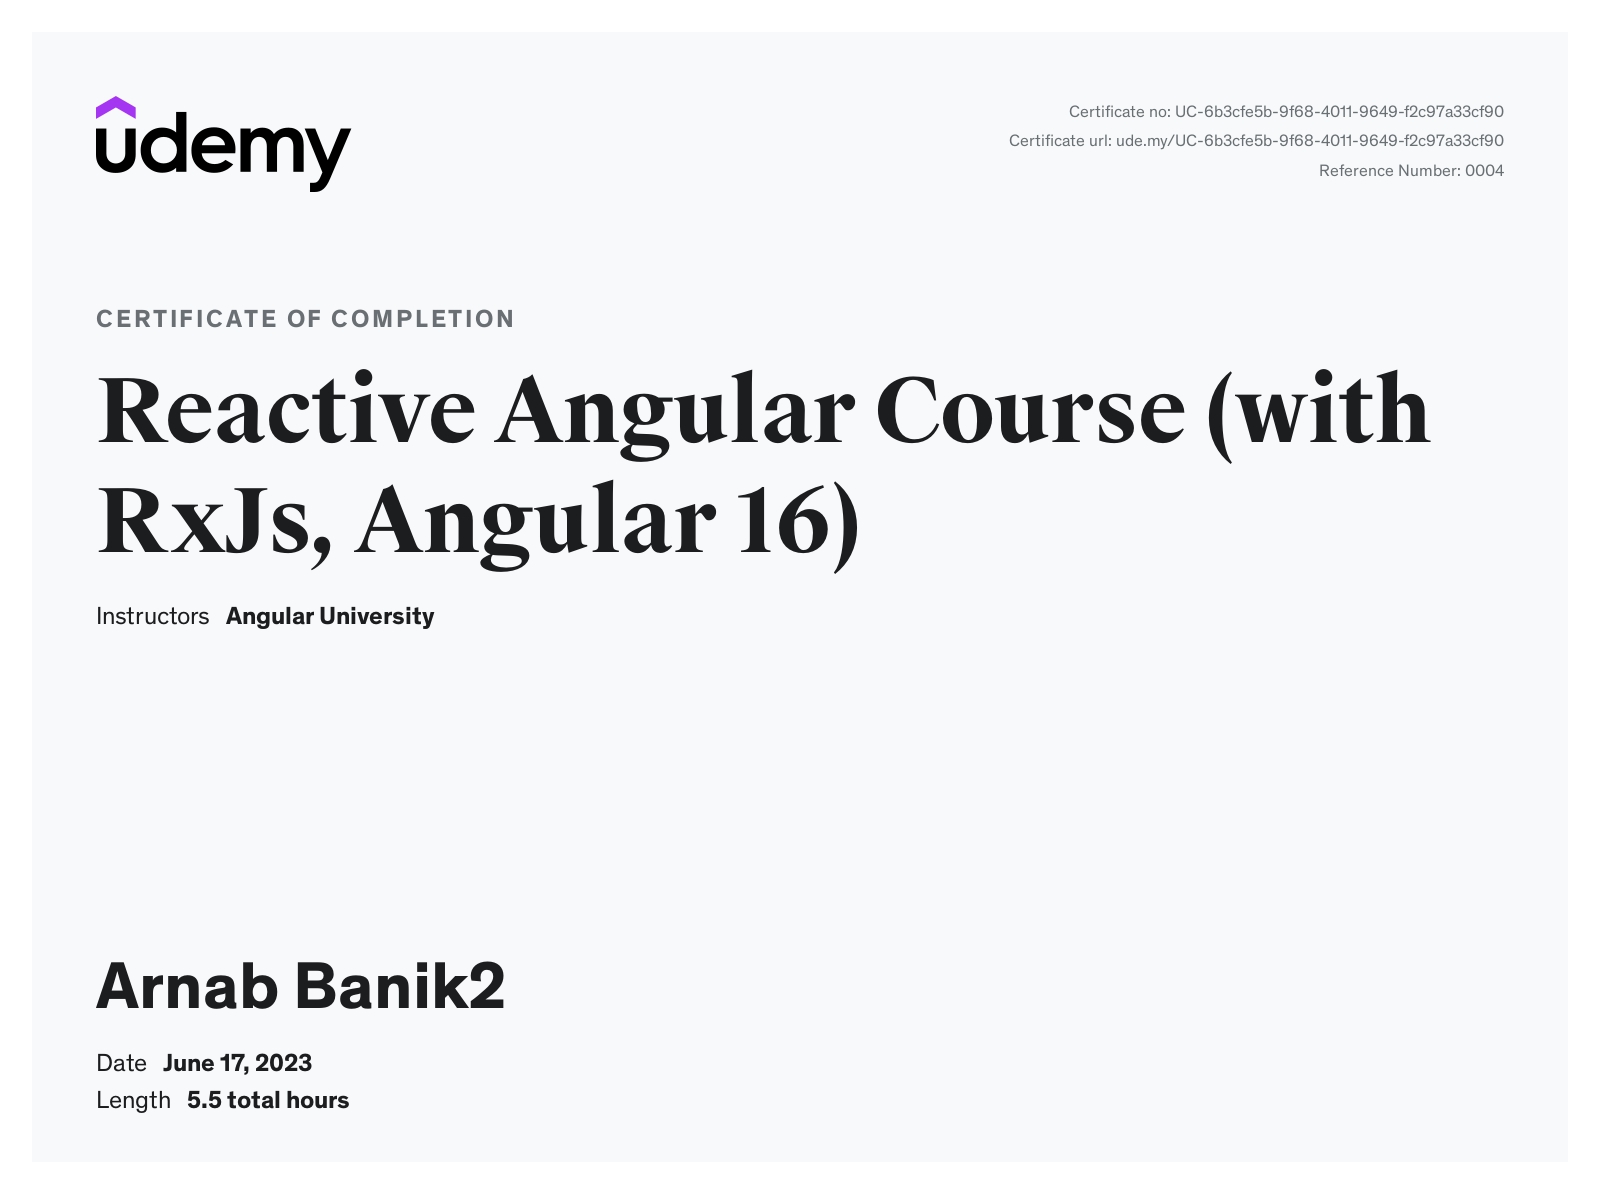 udemy
Certificate no: UC-6b3cfe5b-9f68-4011-9649-f2c97a33cf90
Certificate url: ude.my/UC-6b3cfe5b-9f68-4011-9649-f2c97a33cf90
Reference Number: 0004
CERTIFICATE OF COMPLETION
Reactive Angular Course (with
RxJs, Angular 16)
Instructors Angular University
Arnab Banik2
Date June 17, 2023
Length 5.5 total hours